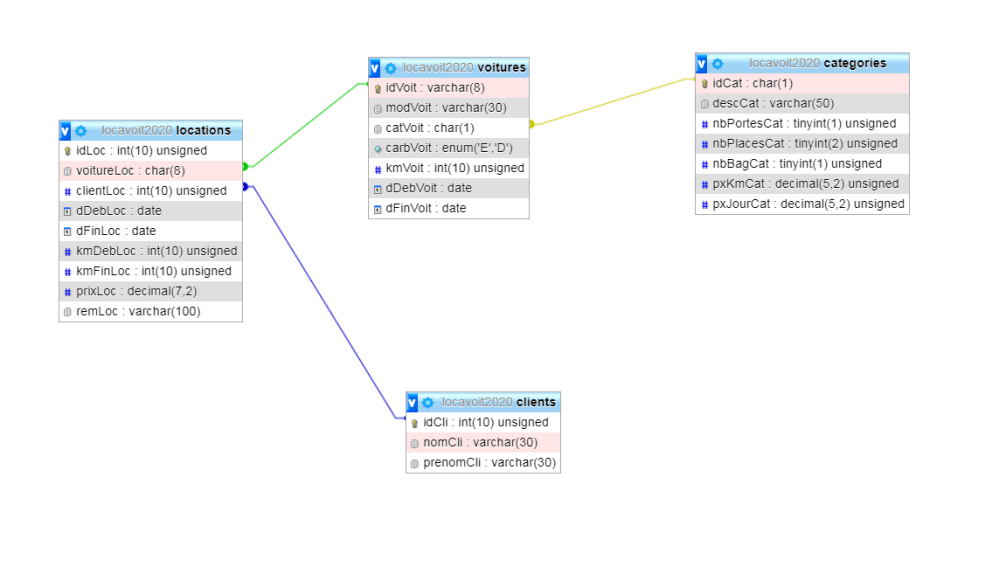 locavoit2020 locations
idLoc : int(10) unsigned
voitureLoc : char(8)
clientLoc : int(10) unsigned
dDebLoc : date
dFinLoc : date
kmDebLoc : int(10) unsigned
kmFinLoc : int(10) unsigned
prixLoc : decimal(7,2)
remLoc : varchar(100)
locavoit2020 voitures
idVoit : varchar(8)
modVoit : varchar(30)
catVoit : char(1)
carbVoit : enum('E','D')
kmVoit : int(10) unsigned
dDebVoit : date
dFinVoit : date
locavoit2020 categories
idCat : char(1)
descCat : varchar(50)
nbPortesCat : tinyint(1) unsigned
nbPlacesCat : tinyint(2) unsigned
nbBagCat : tinyint(1) unsigned
pxKmCat : decimal(5,2) unsigned
pxJourCat : decimal(5,2) unsigned
locavoit2020 clients
idCli : int(10) unsigned
nomCli : varchar(30)
prenomCli : varchar(30)